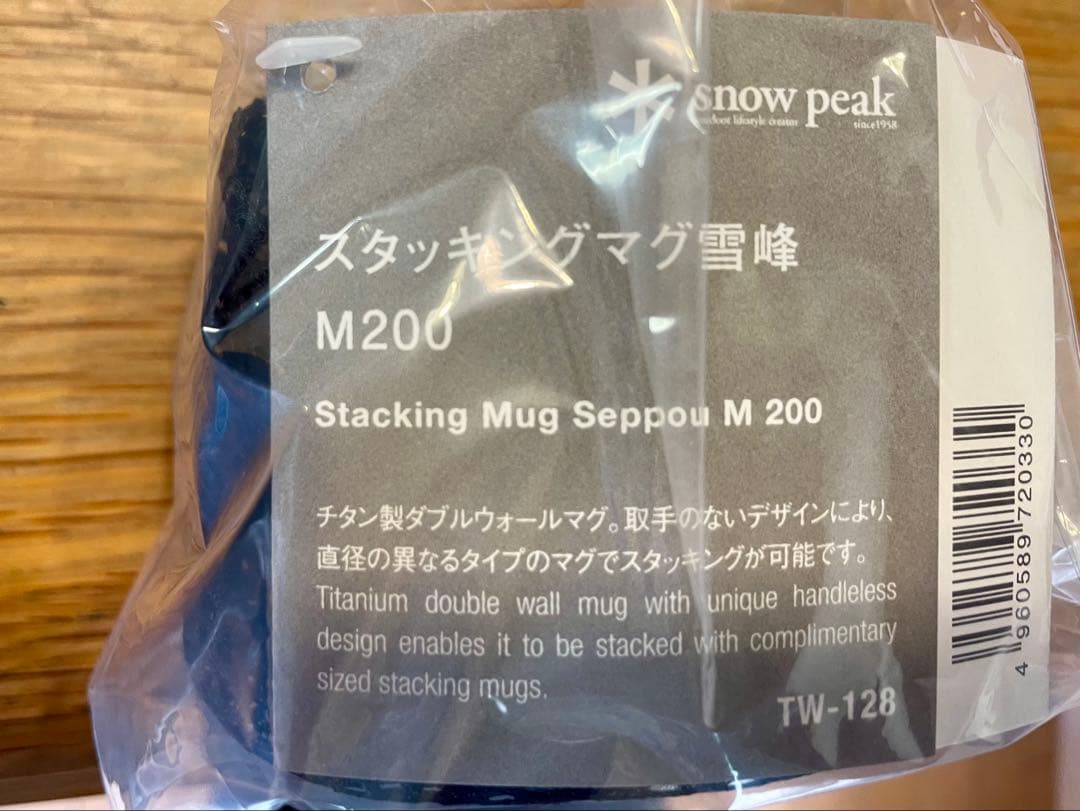 snow peak
outdoor lifestyle creator
since1958
スタッキングマグ雪峰
M200
Stacking Mug Seppou M 200
チタン製ダブルウォールマグ。取手のないデザインにより、
直径の異なるタイプのマグでスタッキングが可能です。
Titanium double wall mug with unique handleless
design enables it to be stacked with complimentary
sized stacking mugs.
TW-128
4 960589 720330